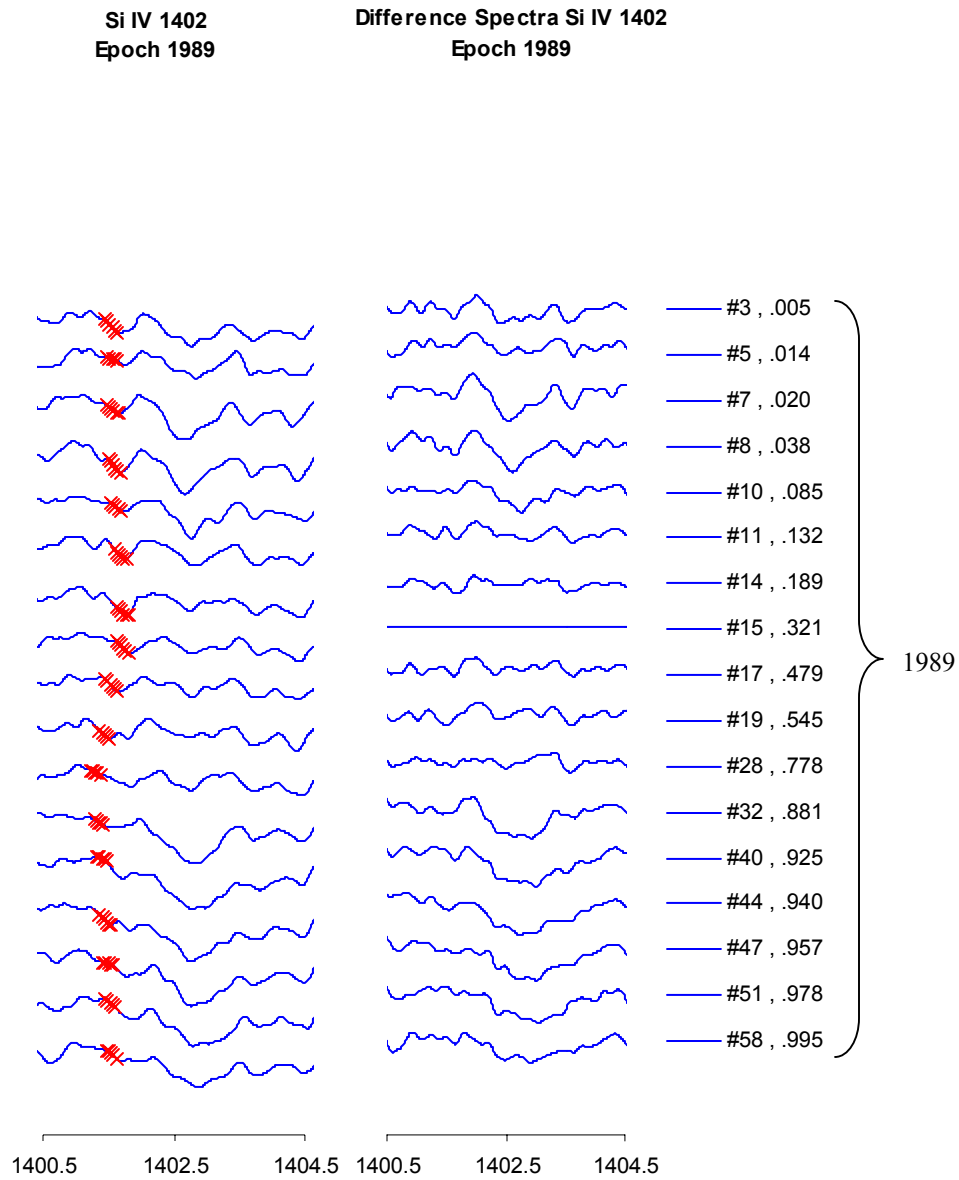 Si IV 1402
Epoch 1989
Difference Spectra Si IV 1402
Epoch 1989
#3 , .005
#5 , .014
#7 , .020
#8 , .038
#10 , .085
#11 , .132
#14 , .189
#15 , .321
#17 , .479
#19 , .545
#28 , .778
#32 , .881
#40 , .925
#44 , .940
#47 , .957
#51 , .978
#58 , .995
1989
1400.5 1402.5 1404.5
1400.5 1402.5 1404.5